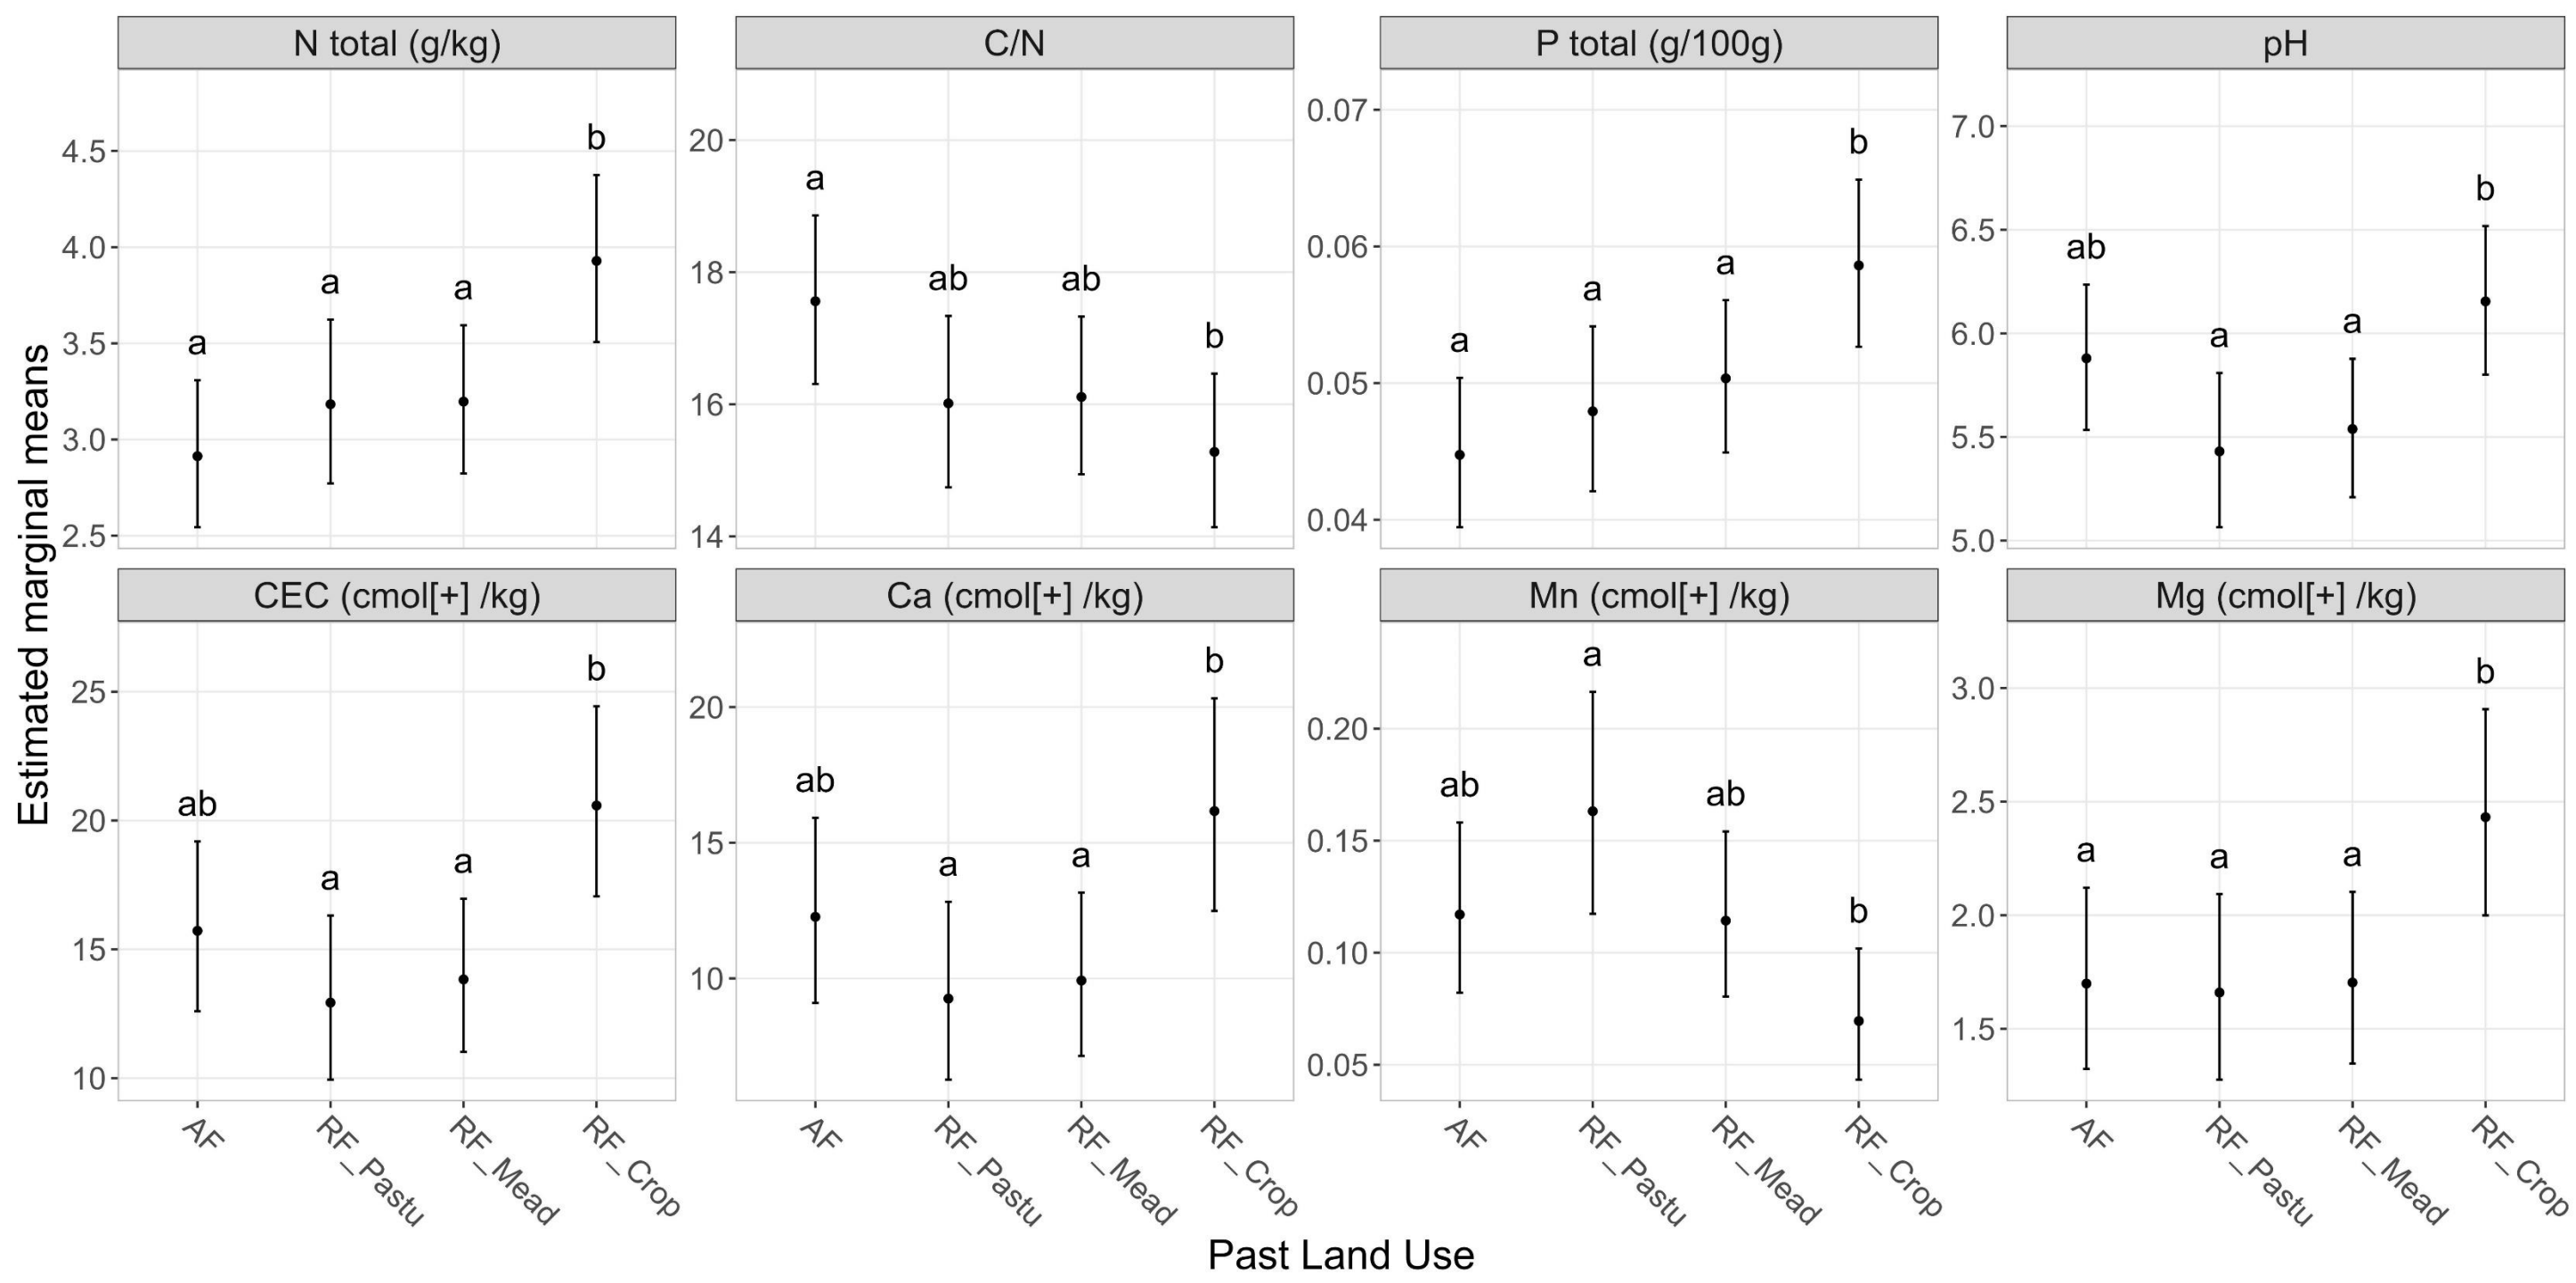 N total (g/kg)
C/N
P total (g/100g)
pH
4.5
4.0
3.5
3.0
2.5
a
a
a
b
20
18
16
14
a
ab
ab
b
0.07
0.06
0.05
0.04
a
a
a
b
7.0
6.5
6.0
5.5
5.0
ab
a
a
b
Estimated marginal means
CEC (cmol[+] /kg)
Ca (cmol[+] /kg)
Mn (cmol[+] /kg)
Mg (cmol[+] /kg)
25
20
15
10
ab
a
a
b
20
15
10
ab
a
a
b
0.20
0.15
0.10
0.05
ab
a
ab
b
3.0
2.5
2.0
1.5
a
a
a
b
AF
RF_Pastu
RF_Mead
RF_Crop
AF
RF_Pastu
RF_Mead
RF_Crop
AF
RF_Pastu
RF_Mead
RF_Crop
AF
RF_Pastu
RF_Mead
RF_Crop
Past Land Use